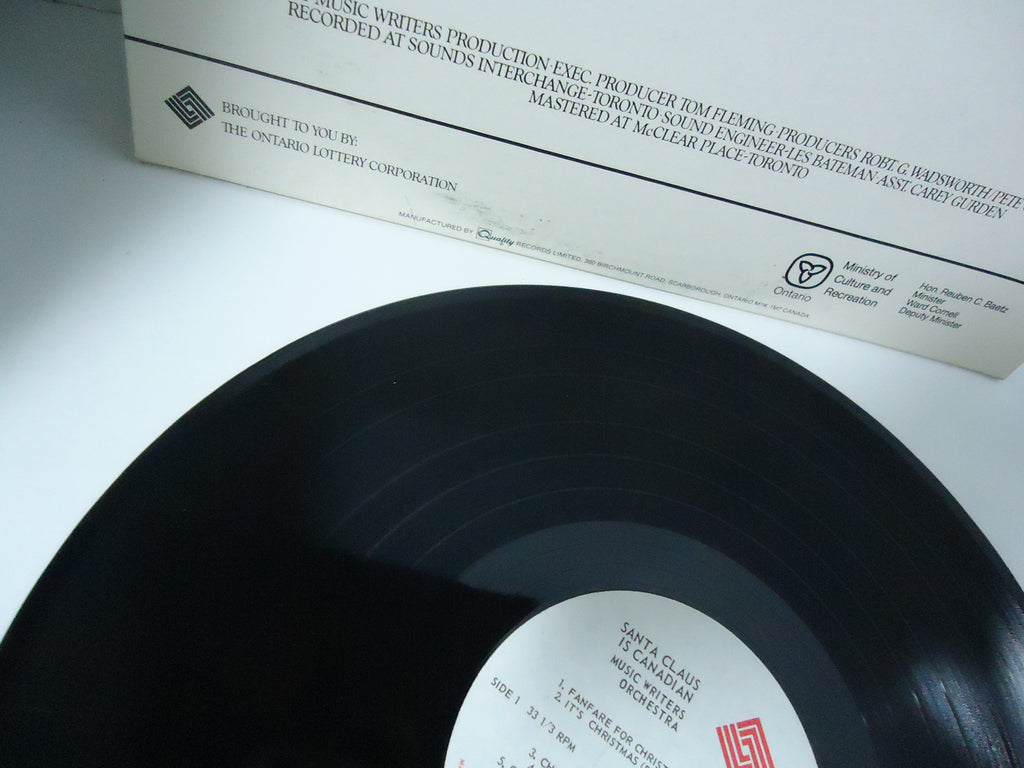 MUSIC WRITERS PRODUCTION·EXEC. PRODUCER TOM FLEMING·PRODUCERS ROBT. G. WADSWORTH/PETE
RECORDED AT SOUNDS INTERCHANGE-TORONTO·SOUND ENGINEER-LES BATEMAN·ASST. CAREY GURDEN
MASTERED AT McCLEAR PLACE-TORONTO
BROUGHT TO YOU BY:
THE ONTARIO LOTTERY CORPORATION
MANUFACTURED BY Quality RECORDS LIMITED, 380 BIRCHMOUNT ROAD, SCARBOROUGH, ONTARIO M1K 1M7 CANADA
Ontario
Ministry of
Culture and
Recreation
Hon. Reuben C. Baetz
Minister
Ward Cornell
Deputy Minister
SANTA CLAUS
IS CANADIAN
MUSIC WRITERS
ORCHESTRA
SIDE 1 33 1/3 RPM
1. FANFARE FOR CHRIST
2. IT'S CHRISTMAS
3. CH
4.
5.